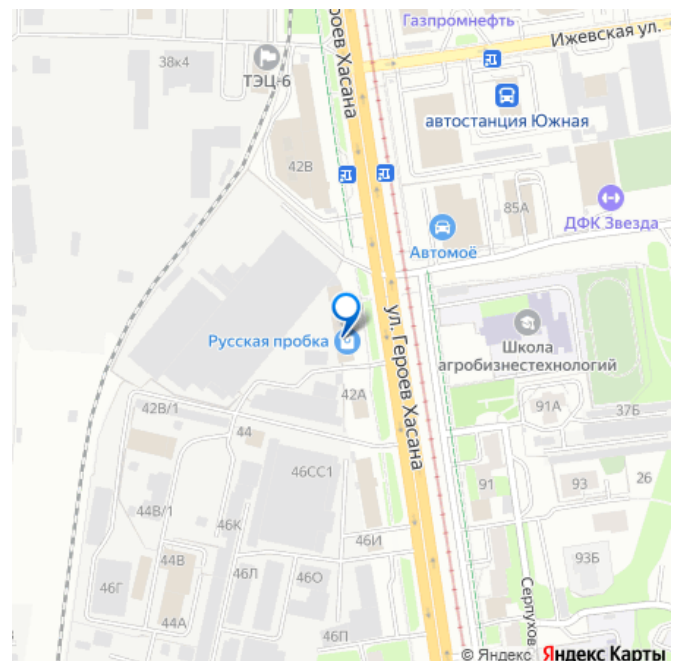 Газпромнефть
Ижевская ул.
Героев Хасана
38к4
ТЭЦ-6
автостанция Южная
42В
85А
ДФК Звезда
Автомоё
ул. Героев Хасана
Русская пробка
Школа
агробизнестехнологий
42А
42В/1
44
91А
37Б
46СС1
91
93
26
44В/1
46К
46И
44В
46Л
46О
93Б
46Г
44А
46П
Серпухов
© Яндекс Яндекс Карты